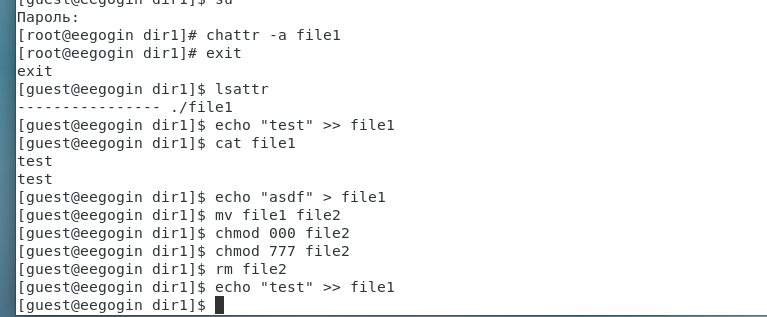 [guest@eegogin dir1]$ su
Пароль:
[root@eegogin dir1]# chattr -a file1
[root@eegogin dir1]# exit
exit
[guest@eegogin dir1]$ lsattr
---------------- ./file1
[guest@eegogin dir1]$ echo "test" >> file1
[guest@eegogin dir1]$ cat file1
test
test
[guest@eegogin dir1]$ echo "asdf" > file1
[guest@eegogin dir1]$ mv file1 file2
[guest@eegogin dir1]$ chmod 000 file2
[guest@eegogin dir1]$ chmod 777 file2
[guest@eegogin dir1]$ rm file2
[guest@eegogin dir1]$ echo "test" >> file1
[guest@eegogin dir1]$